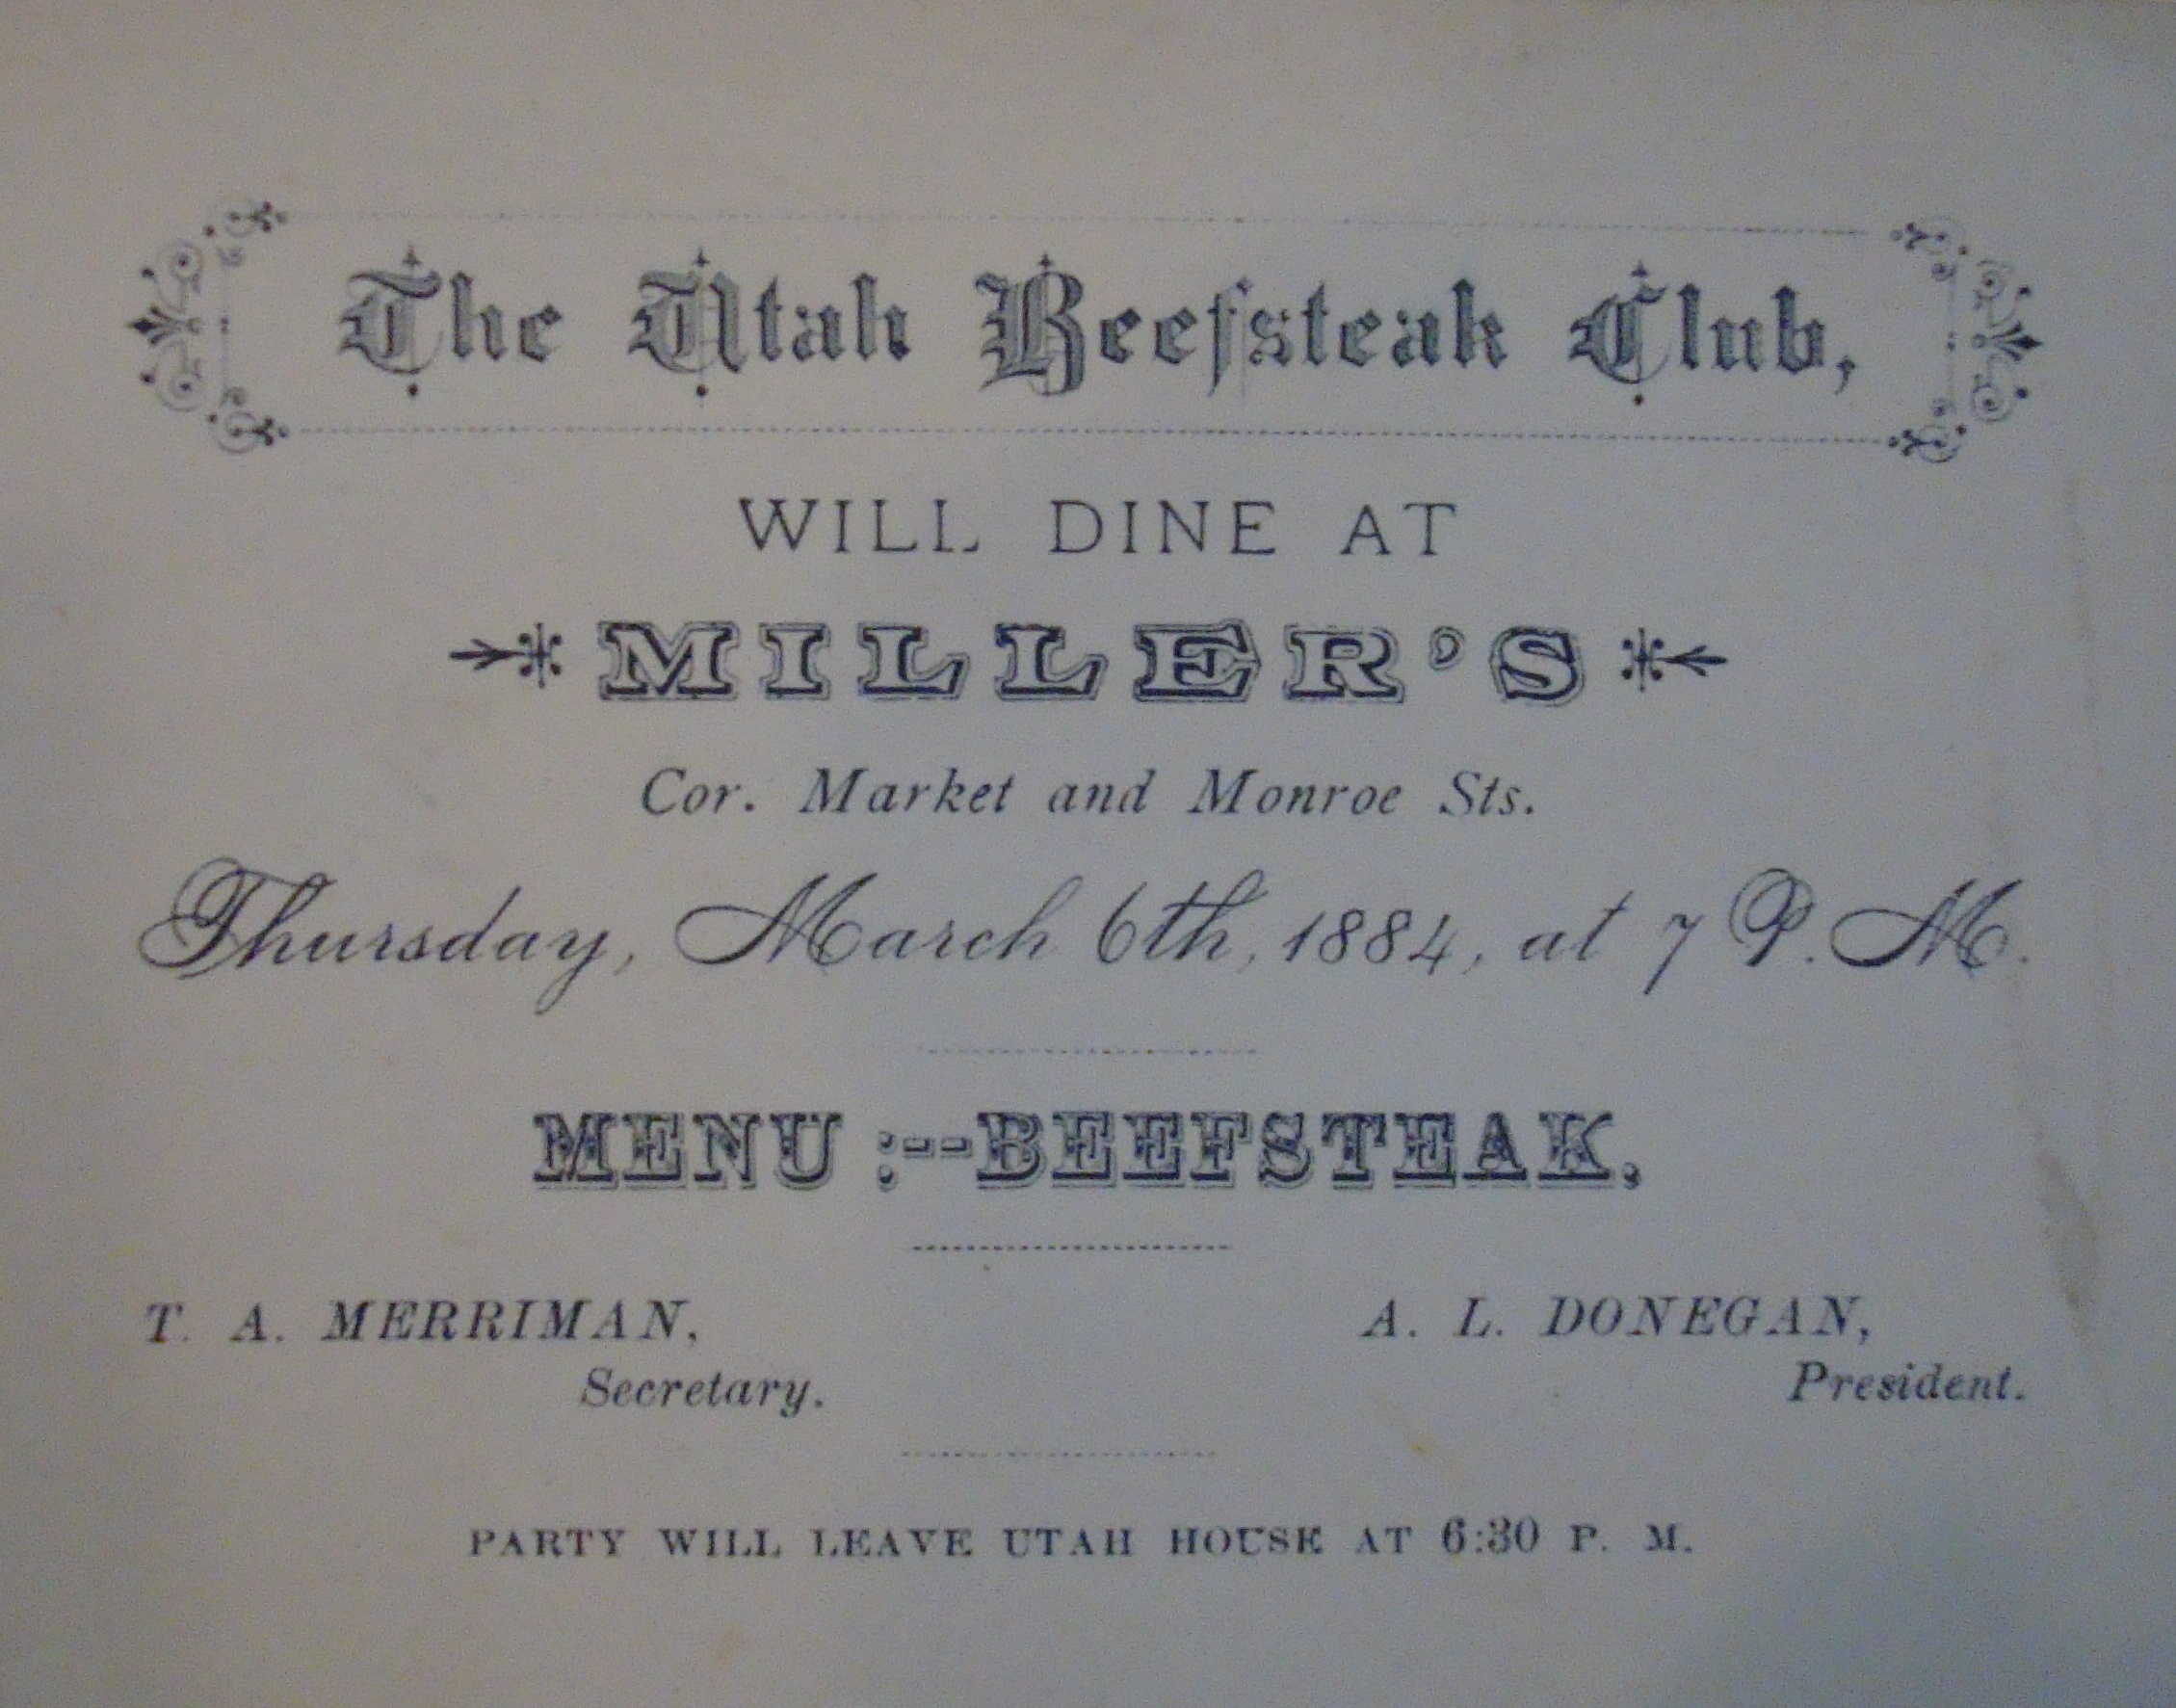 The Utah Beefsteak Club,
WILL DINE AT
MILLER'S
Cor. Market and Monroe Sts.
Thursday, March 6th, 1884, at 7 P. M.
MENU :--BEEFSTEAK.
T. A. MERRIMAN,
Secretary.
A. L. DONEGAN,
President.
PARTY WILL LEAVE UTAH HOUSE AT 6:30 P. M.